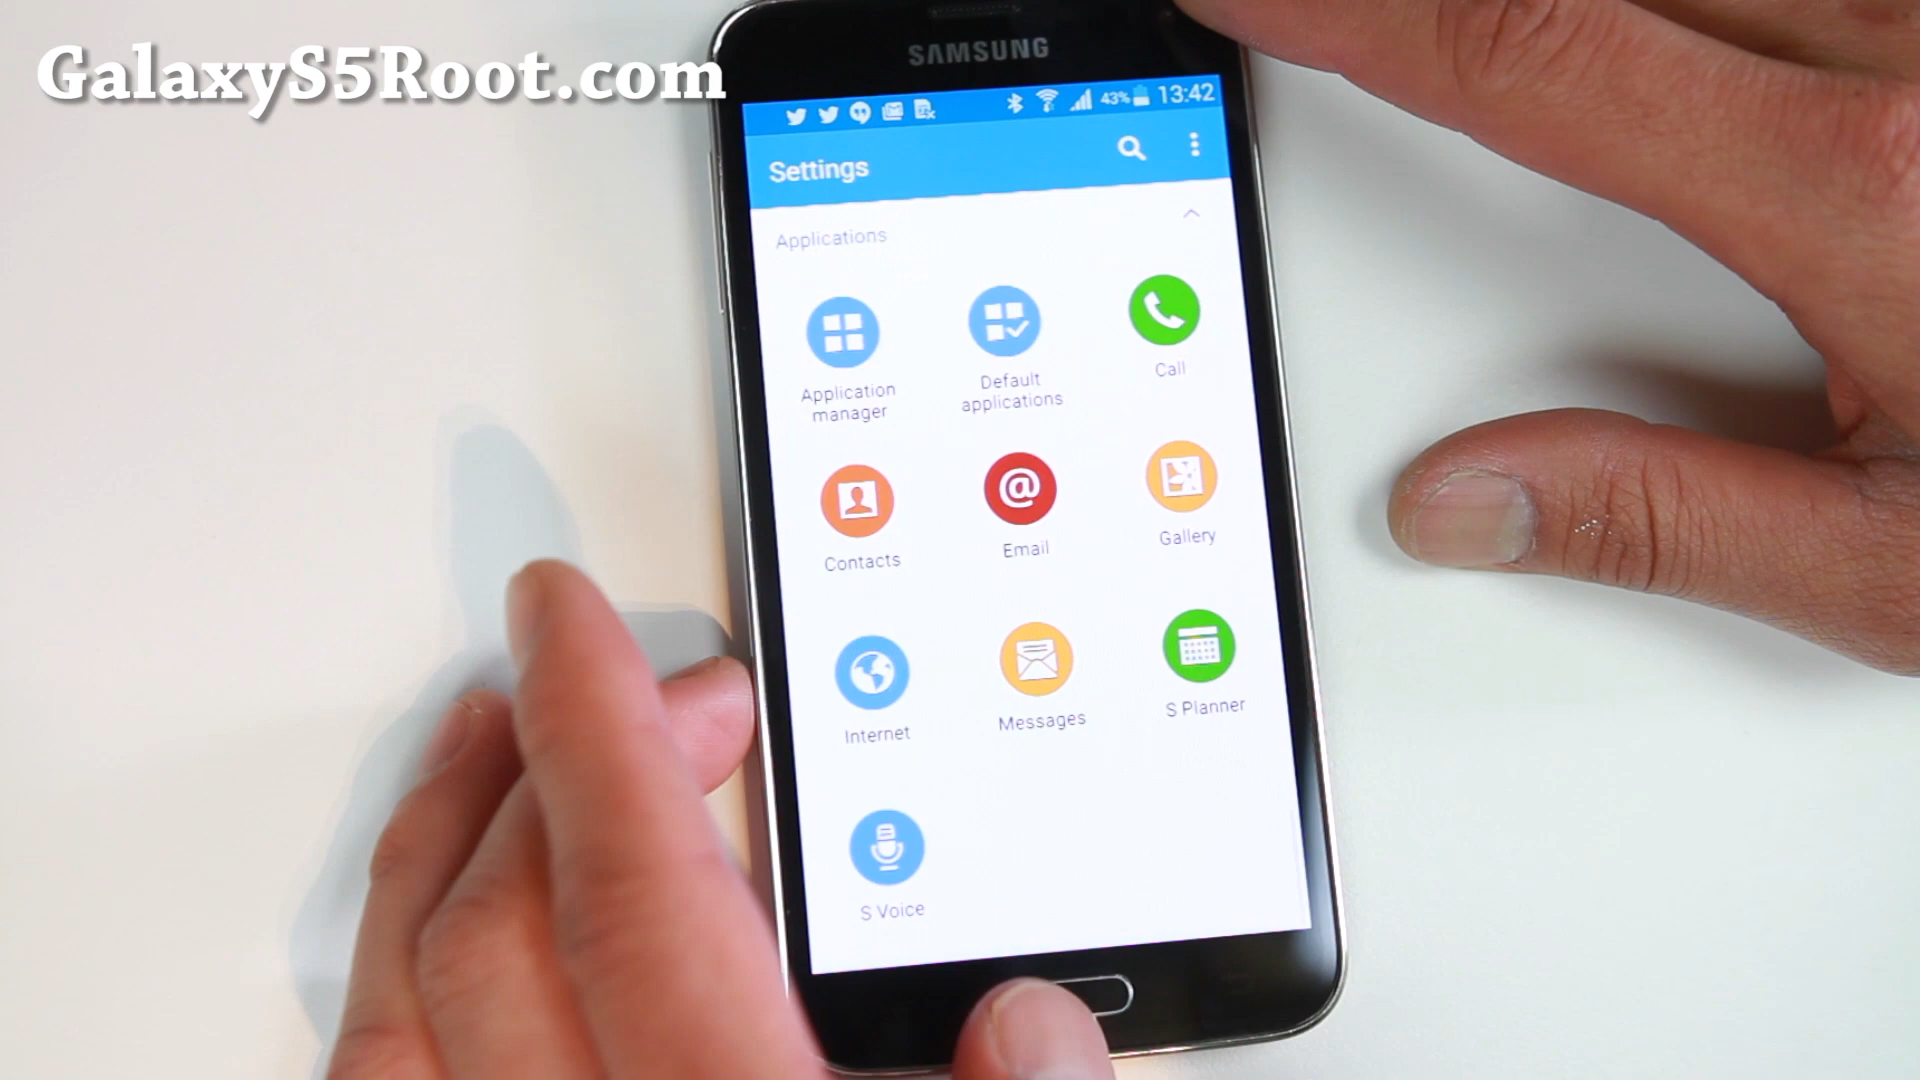 GalaxyS5Root.com
SAMSUNG
43% 13:42
Settings
Applications
Application
manager
Default
applications
Call
Contacts
Email
Gallery
Internet
Messages
S Planner
S Voice